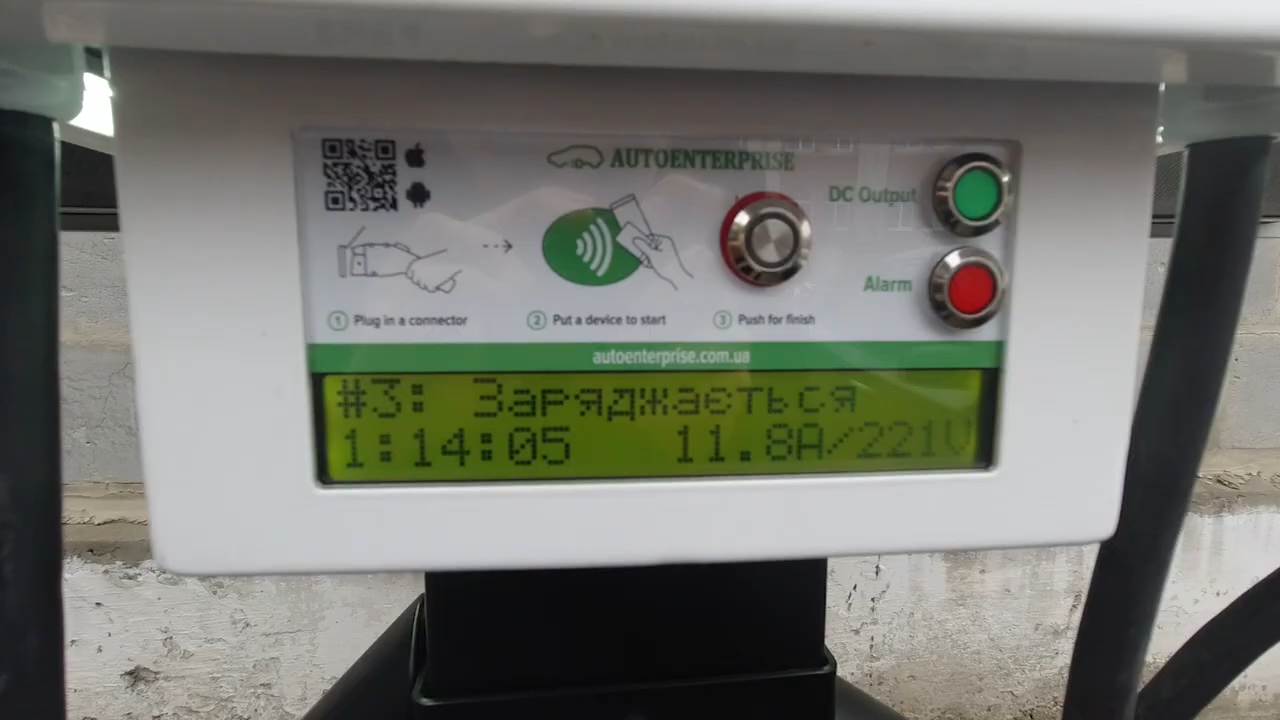 AUTOENTERPRISE
DC Output
Alarm
1 Plug in a connector
2 Put a device to start
3 Push for finish
autoenterprise.com.ua
#3: Заряджається
1:14:05 11.8A/221V